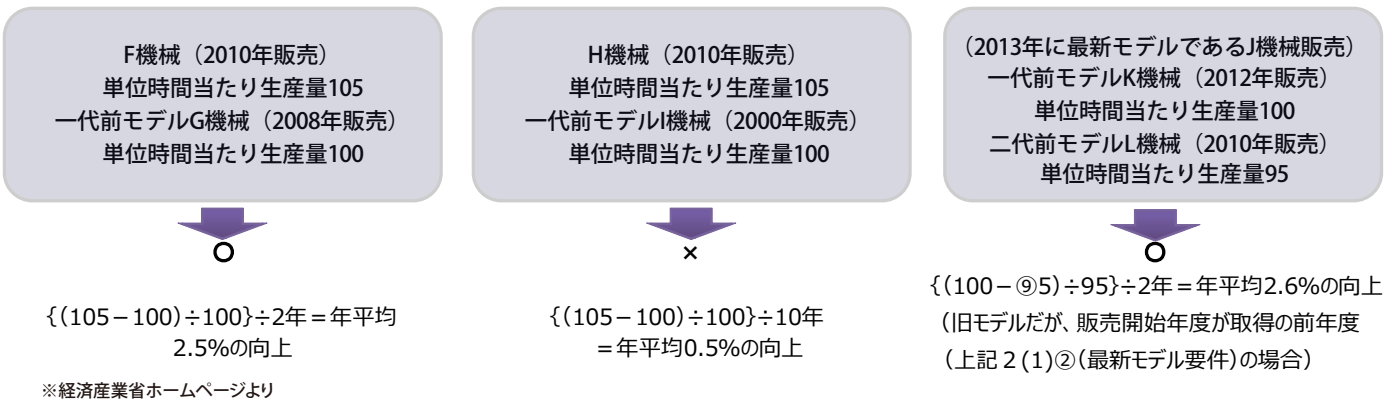 F機械（2010年販売）
単位時間当たり生産量105
一代前モデルG機械（2008年販売）
単位時間当たり生産量100
○
{(105－100)÷100}÷2年＝年平均
2.5%の向上
H機械（2010年販売）
単位時間当たり生産量105
一代前モデルI機械（2000年販売）
単位時間当たり生産量100
×
{(105－100)÷100}÷10年
＝年平均0.5%の向上
（2013年に最新モデルであるJ機械販売）
一代前モデルK機械（2012年販売）
単位時間当たり生産量100
二代前モデルL機械（2010年販売）
単位時間当たり生産量95
○
{(100－⑨5)÷95}÷2年＝年平均2.6%の向上
（旧モデルだが、販売開始年度が取得の前年度
（上記２(1)②（最新モデル要件）の場合）
※経済産業省ホームページより